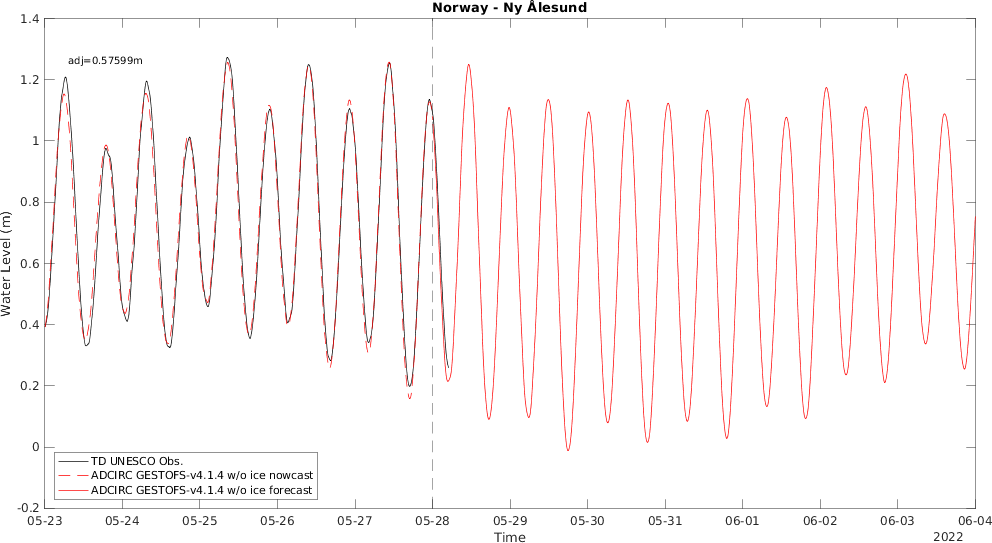 Norway - Ny Ålesund
1.4
adj=0.57599m
1.2
1
0.8
Water Level (m)
0.6
0.4
0.2
0
TD UNESCO Obs.
ADCIRC GESTOFS-v4.1.4 w/o ice nowcast
ADCIRC GESTOFS-v4.1.4 w/o ice forecast
-0.2
05-23 05-24 05-25 05-26 05-27 05-28 05-29 05-30 05-31 06-01 06-02 06-03 06-04
Time
2022